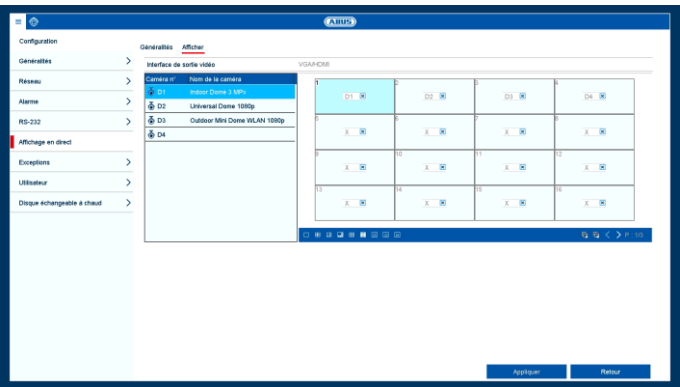 ABUS
Configuration
Généralités
Réseau
Alarme
RS-232
Affichage en direct
Exceptions
Utilisateur
Disque échangeable à chaud
Généralités Afficher
Interface de sortie vidéo VGA/HDMI
Caméra n° Nom de la caméra
D1 Indoor Dome 3 MPx
D2 Universal Dome 1080p
D3 Outdoor Mini Dome WLAN 1080p
D4
1 2 3 4
D1 D2 D3 D4
5 6 7 8
X X X X
9 10 11 12
X X X X
13 14 15 16
X X X X
P
Appliquer Retour